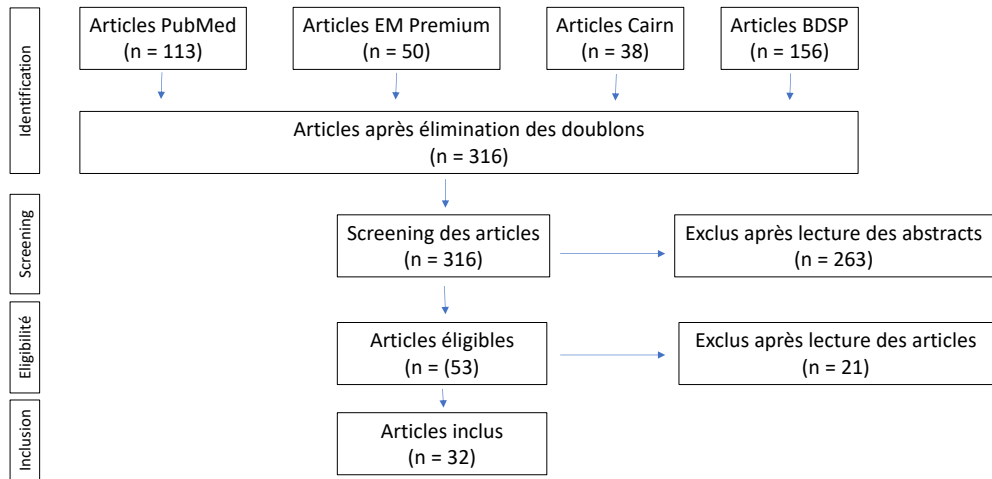 Identification
Articles PubMed
(n = 113)
Articles EM Premium
(n = 50)
Articles Cairn
(n = 38)
Articles BDSP
(n = 156)
Articles après élimination des doublons
(n = 316)
Screening
Screening des articles
(n = 316)
Exclus après lecture des abstracts
(n = 263)
Eligibilité
Articles éligibles
(n = (53)
Exclus après lecture des articles
(n = 21)
Inclusion
Articles inclus
(n = 32)